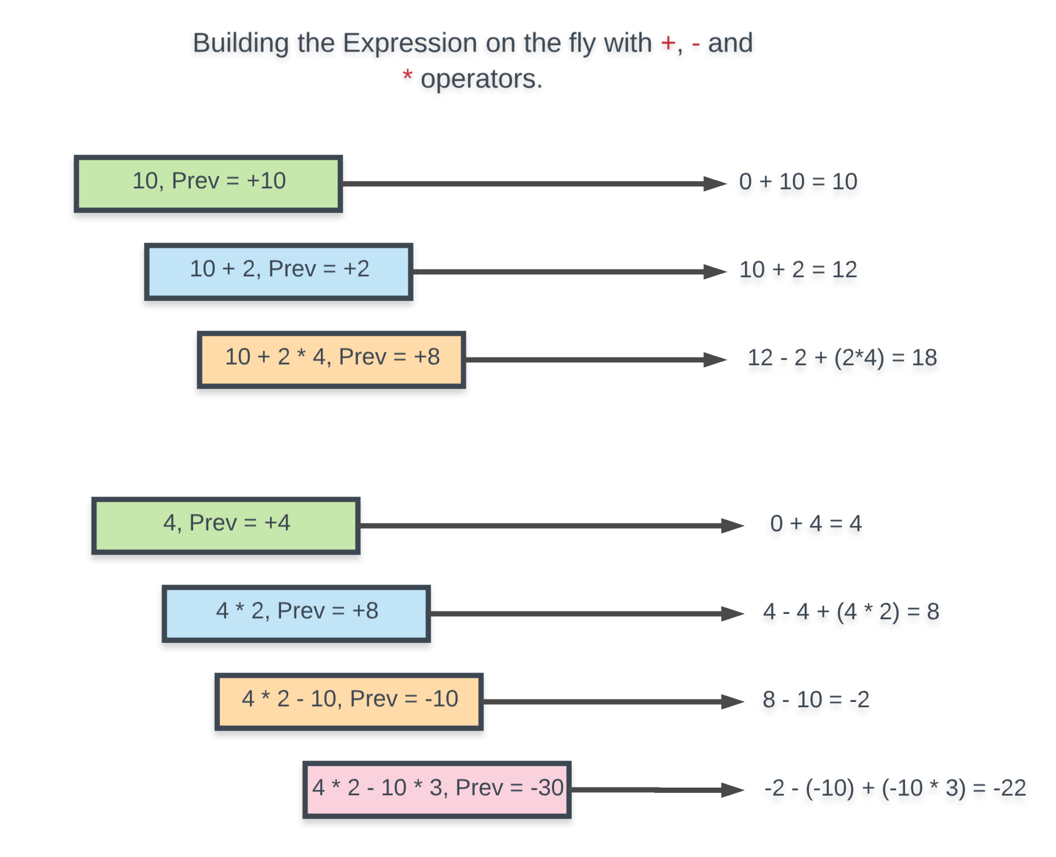 Building the Expression on the fly with +, - and
* operators.
10, Prev = +10
0 + 10 = 10
10 + 2, Prev = +2
10 + 2 = 12
10 + 2 * 4, Prev = +8
12 - 2 + (2*4) = 18
4, Prev = +4
0 + 4 = 4
4 * 2, Prev = +8
4 - 4 + (4 * 2) = 8
4 * 2 - 10, Prev = -10
8 - 10 = -2
4 * 2 - 10 * 3, Prev = -30
-2 - (-10) + (-10 * 3) = -22